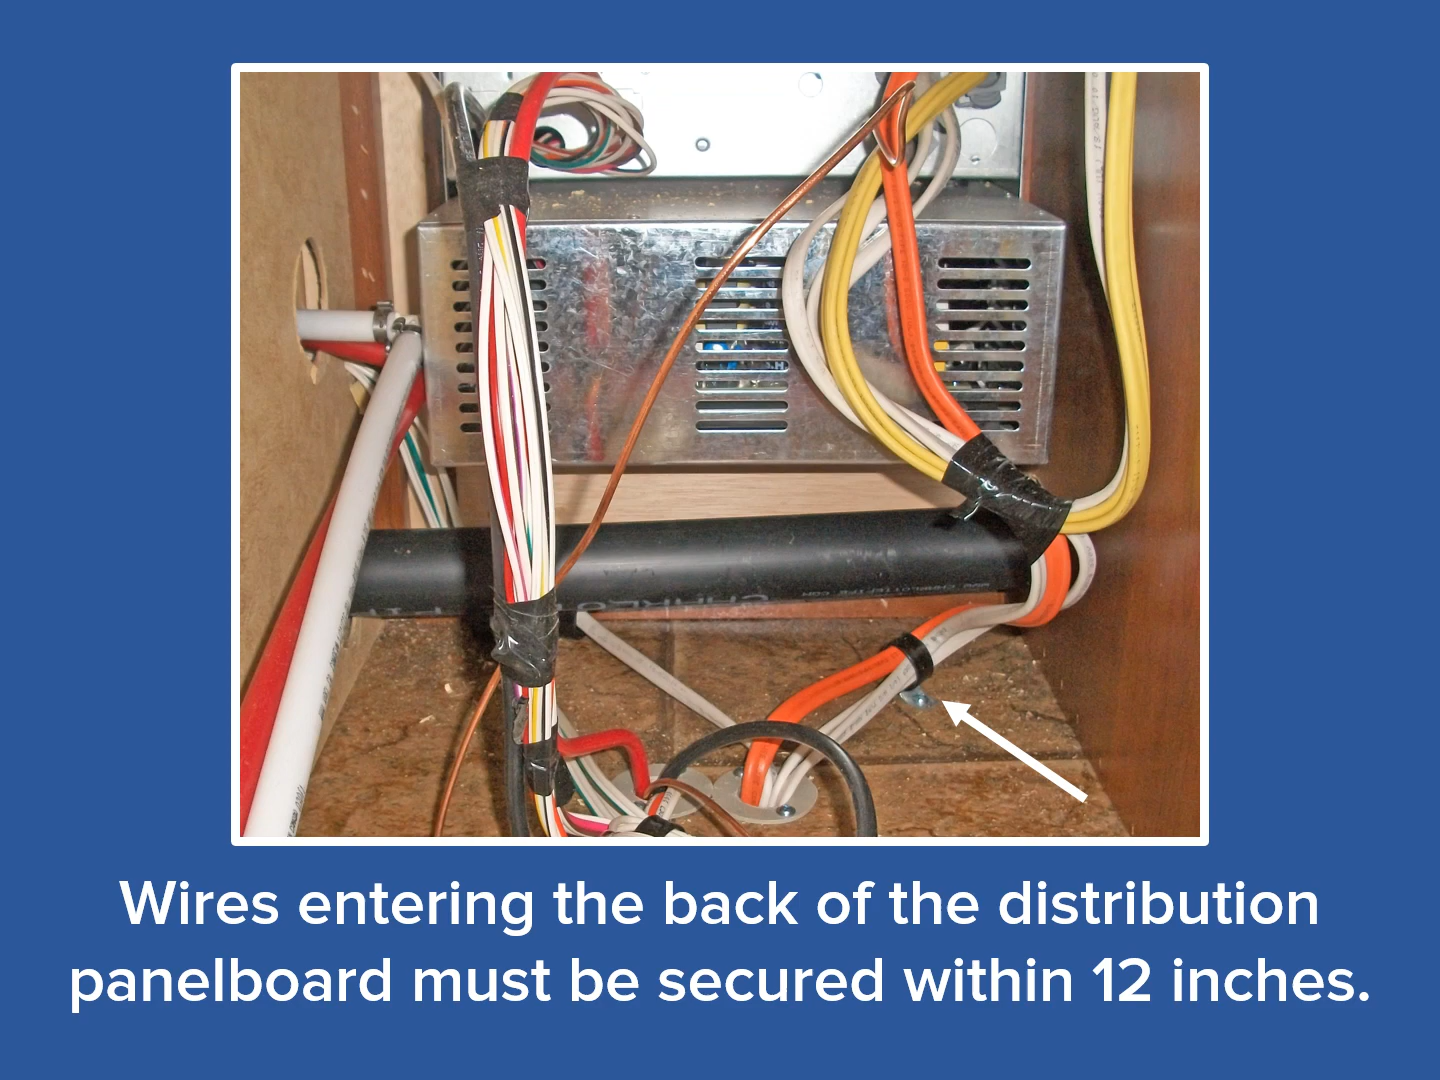 Wires entering the back of the distribution
panelboard must be secured within 12 inches.